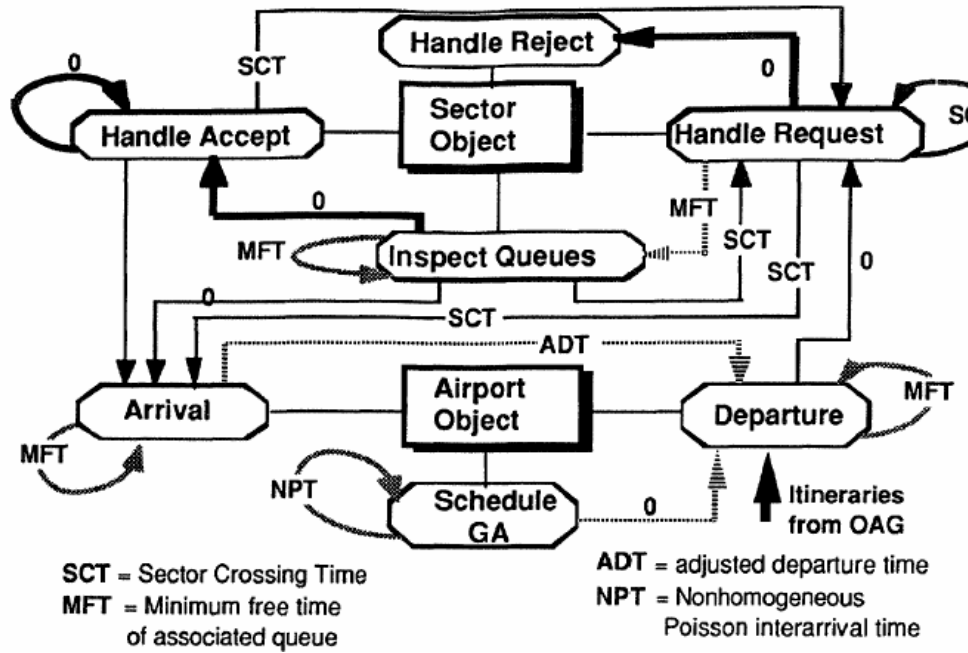 Handle Reject
0
SCT
0
Sector
Object
Handle Accept
Handle Request
0
MFT
MFT
SCT
Inspect Queues
SCT
0
0
SCT
ADT
Airport
Object
Arrival
Departure
MFT
MFT
NPT
Schedule
GA
0
Itineraries
from OAG
SCT = Sector Crossing Time
MFT = Minimum free time
of associated queue
ADT = adjusted departure time
NPT = Nonhomogeneous
Poisson interarrival time